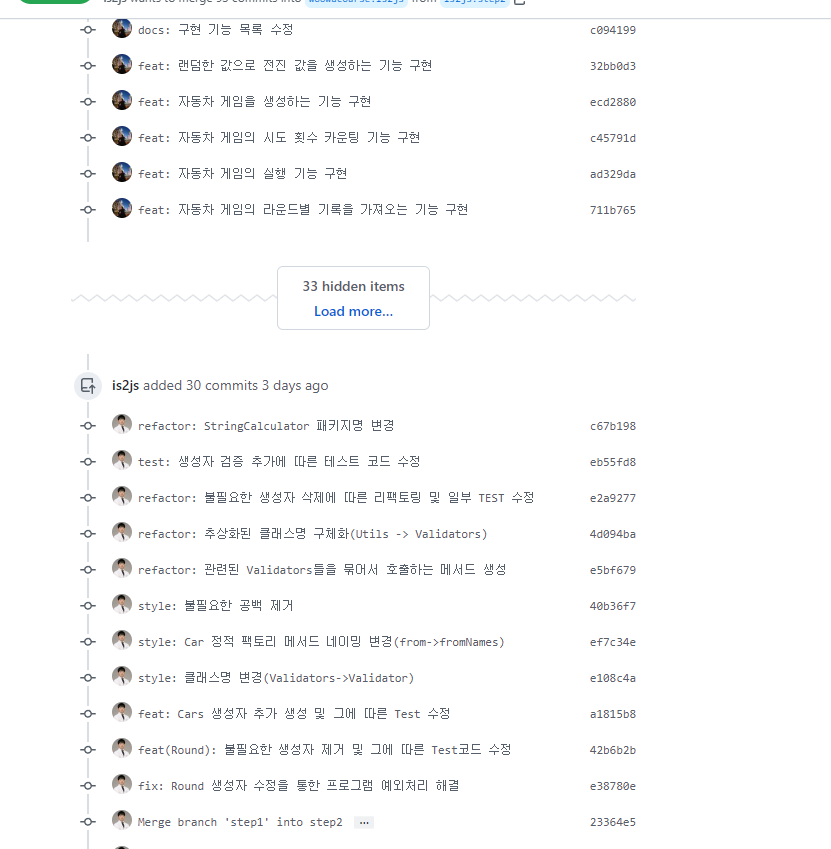 is2js wants to merge 95 commits into woowacourse:is2js from is2js:step2
docs: 구현 기능 목록 수정 c094199
feat: 랜덤한 값으로 전진 값을 생성하는 기능 구현 32bb0d3
feat: 자동차 게임을 생성하는 기능 구현 ecd2880
feat: 자동차 게임의 시도 횟수 카운팅 기능 구현 c45791d
feat: 자동차 게임의 실행 기능 구현 ad329da
feat: 자동차 게임의 라운드별 기록을 가져오는 기능 구현 711b765
33 hidden items
Load more...
is2js added 30 commits 3 days ago
refactor: StringCalculator 패키지명 변경 c67b198
test: 생성자 검증 추가에 따른 테스트 코드 수정 eb55fd8
refactor: 불필요한 생성자 삭제에 따른 리팩토링 및 일부 TEST 수정 e2a9277
refactor: 추상화된 클래스명 구체화(Utils -> Validators) 4d094ba
refactor: 관련된 Validators들을 묶어서 호출하는 메서드 생성 e5bf679
style: 불필요한 공백 제거 40b36f7
style: Car 정적 팩토리 메서드 네이밍 변경(from->fromNames) ef7c34e
style: 클래스명 변경(Validators->Validator) e108c4a
feat: Cars 생성자 추가 생성 및 그에 따른 Test 수정 a1815b8
feat(Round): 불필요한 생성자 제거 및 그에 따른 Test코드 수정 42b6b2b
fix: Round 생성자 수정을 통한 프로그램 예외처리 해결 e38780e
Merge branch 'step1' into step2 … 23364e5